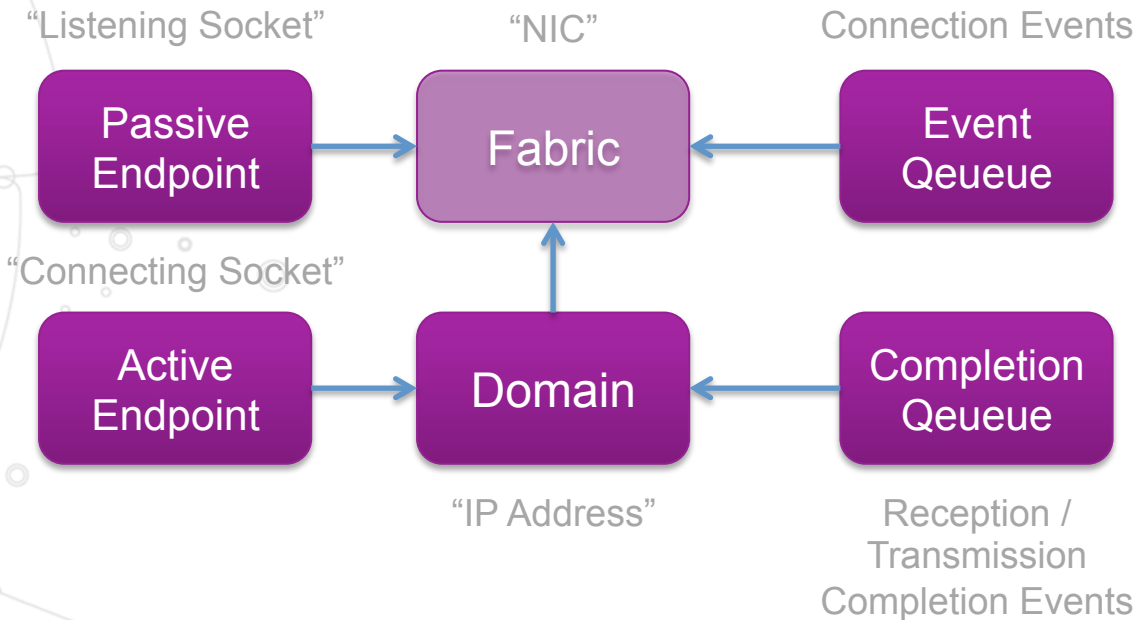 “Listening Socket”
“NIC”
Connection Events
Passive
Endpoint
Fabric
Event
Qeueue
“Connecting Socket”
Active
Endpoint
Domain
Completion
Qeueue
“IP Address”
Reception /
Transmission
Completion Events